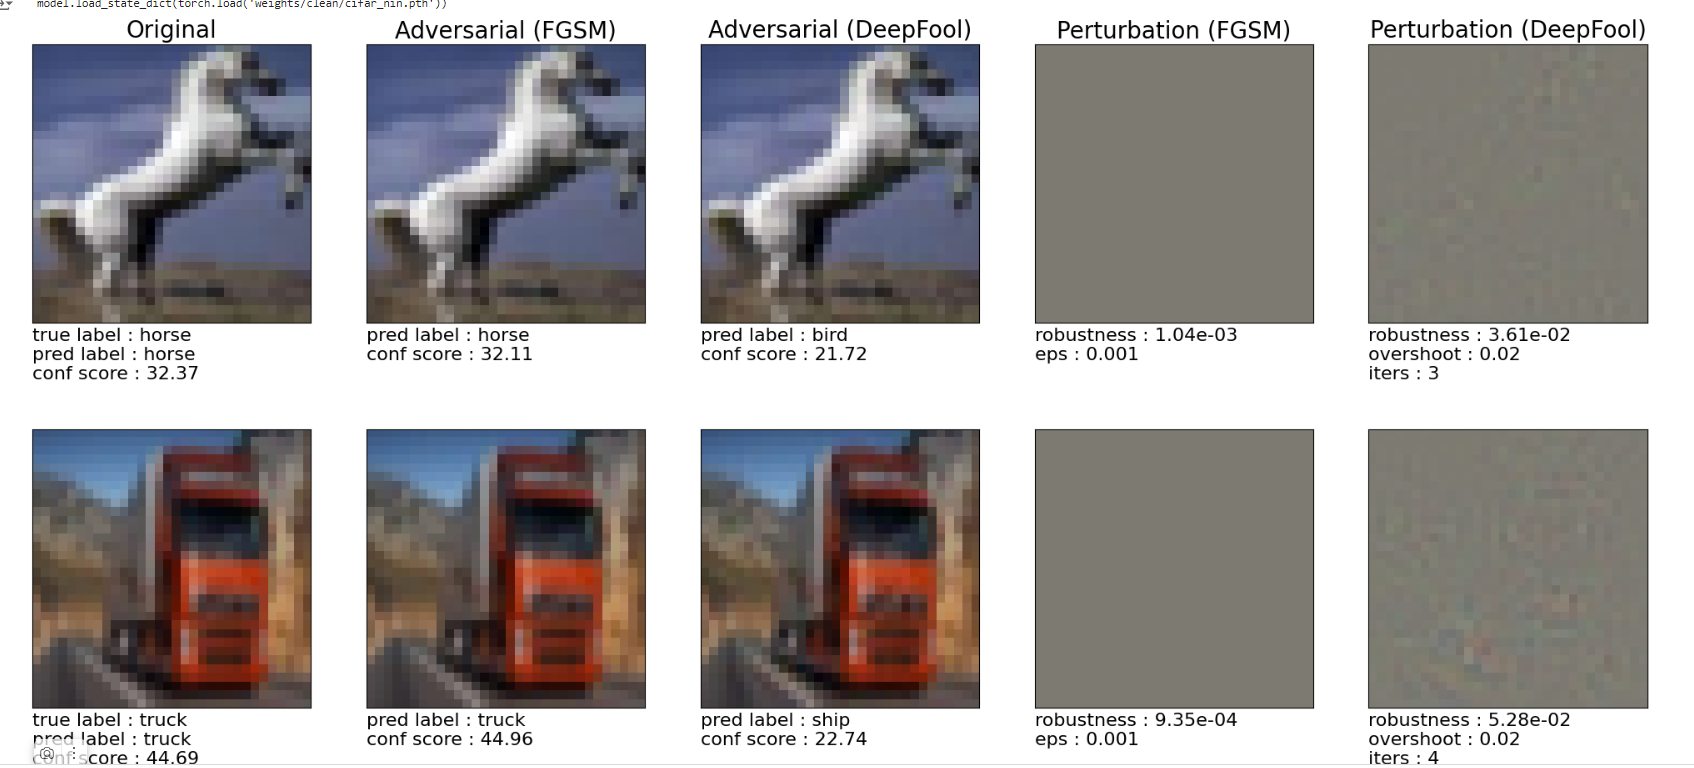 model.load_state_dict(torch.load('weights/clean/cifar_nin.pth'))
Original
Adversarial (FGSM)
Adversarial (DeepFool)
Perturbation (FGSM)
Perturbation (DeepFool)
true label : horse
pred label : horse
conf score : 32.37
pred label : horse
conf score : 32.11
pred label : bird
conf score : 21.72
robustness : 1.04e-03
eps : 0.001
robustness : 3.61e-02
overshoot : 0.02
iters : 3
true label : truck
pred label : truck
conf score : 44.69
pred label : truck
conf score : 44.96
pred label : ship
conf score : 22.74
robustness : 9.35e-04
eps : 0.001
robustness : 5.28e-02
overshoot : 0.02
iters : 4